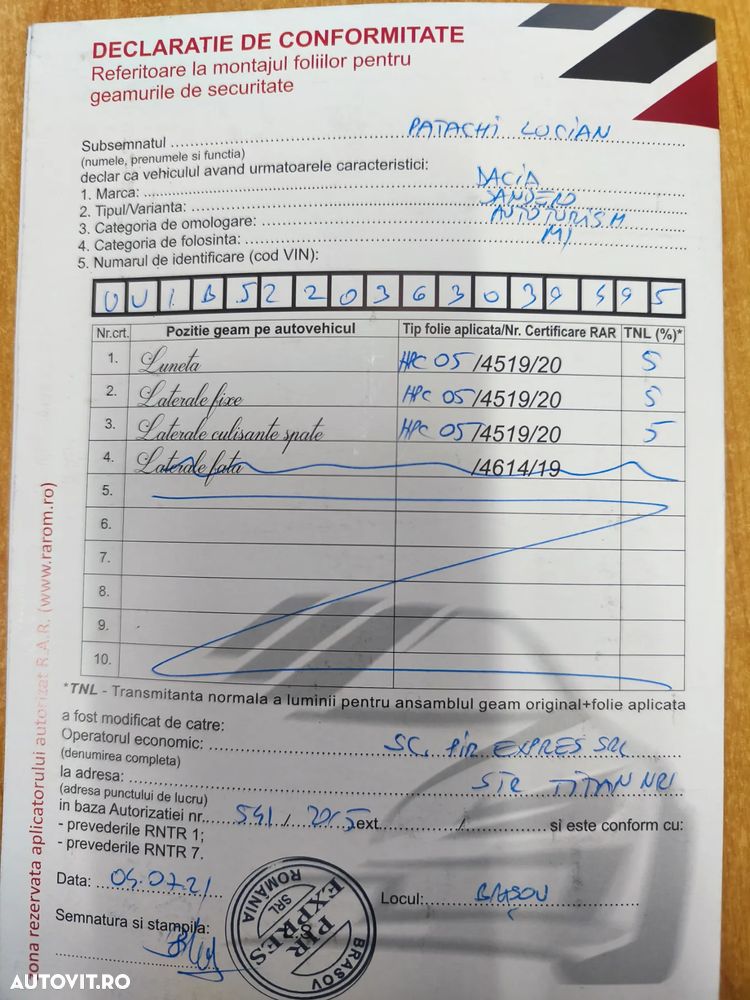 DECLARATIE DE CONFORMITATE
Referitoare la montajul foliilor pentru
geamurile de securitate
Subsemnatul PATACHI LUCIAN
(numele, prenumele si functia)
declar ca vehiculul avand urmatoarele caracteristici:
1. Marca: DACIA
2. Tipul/Varianta: SANDERO
3. Categoria de omologare: AUTOTURISM
4. Categoria de folosinta: M1
5. Numarul de identificare (cod VIN):
Nr.crt. Pozitie geam pe autovehicul Tip folie aplicata/Nr. Certificare RAR TNL (%)*
1. Luneta HPC 05 /4519/20 5
2. Laterale fixe HPC 05 /4519/20 5
3. Laterale culisante spate HPC 05 /4519/20 5
4. Laterale fata /4614/19
5.
6.
7.
8.
9.
10.
*TNL - Transmitanta normala a luminii pentru ansamblul geam original+folie aplicata
a fost modificat de catre:
Operatorul economic: SC. PIR EXPRES SRL
(denumirea completa)
la adresa: STR TITAN NR1
(adresa punctului de lucru)
in baza Autorizatiei nr. 541 / 2015 ext. / si este conform cu:
- prevederile RNTR 1;
- prevederile RNTR 7.
Data: 05.07.21 Locul: BRAȘOV
Semnatura si stampila:
ROMANIA
SRL
PIR
EXPRES
BRASOV
zona rezervata aplicatorului autorizat R.A.R. (www.rarom.ro)
AUTOVIT.RO